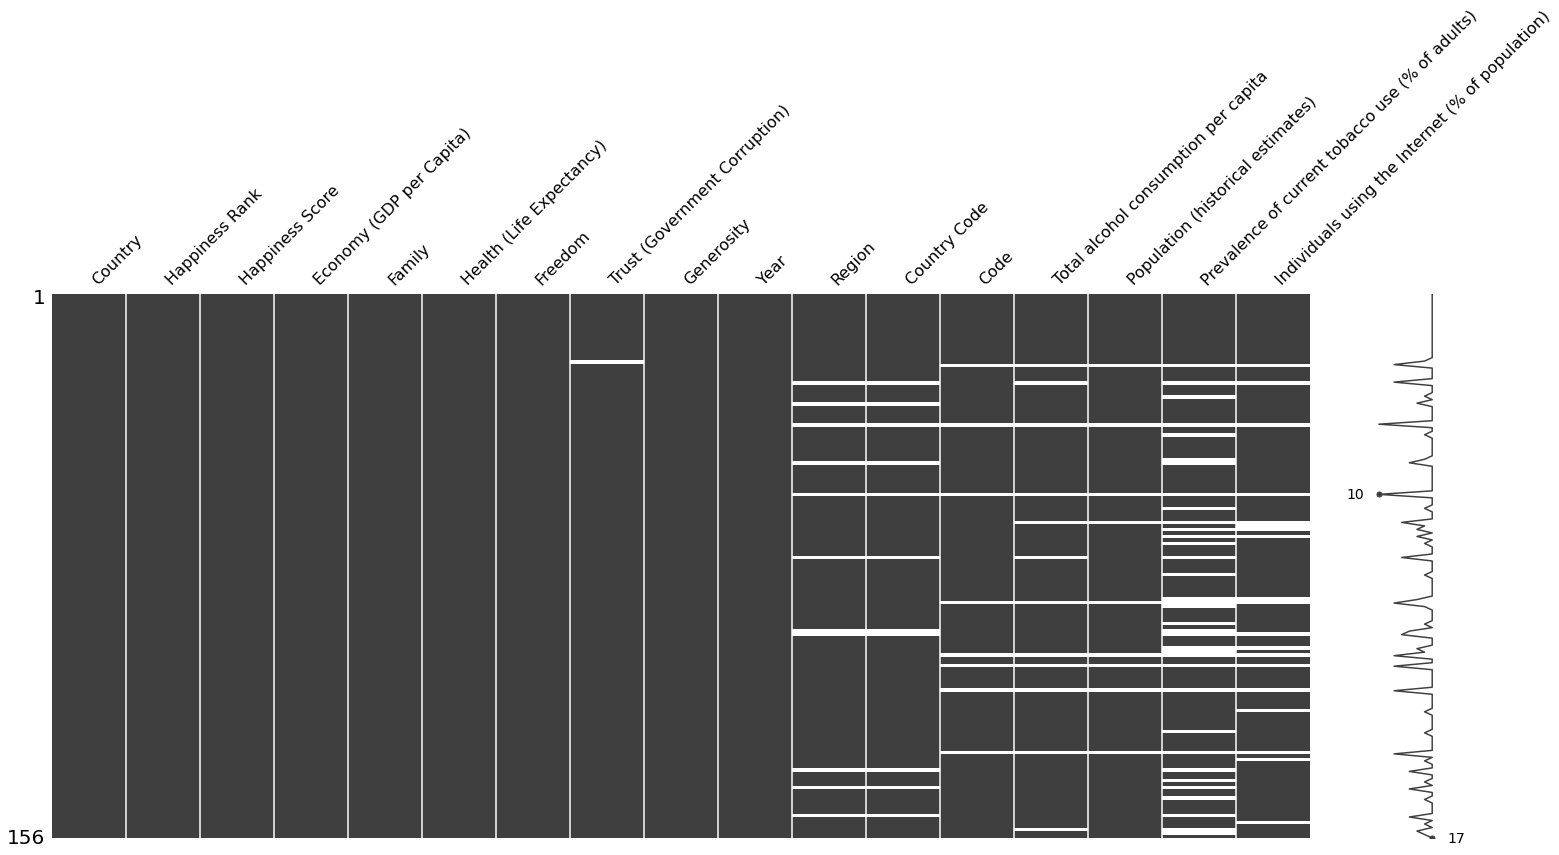 Country
Happiness Rank
Happiness Score
Economy (GDP per Capita)
Family
Health (Life Expectancy)
Freedom
Trust (Government Corruption)
Generosity
Year
Region
Country Code
Code
Total alcohol consumption per capita
Population (historical estimates)
Prevalence of current tobacco use (% of adults)
Individuals using the Internet (% of population)
1
10
156
17